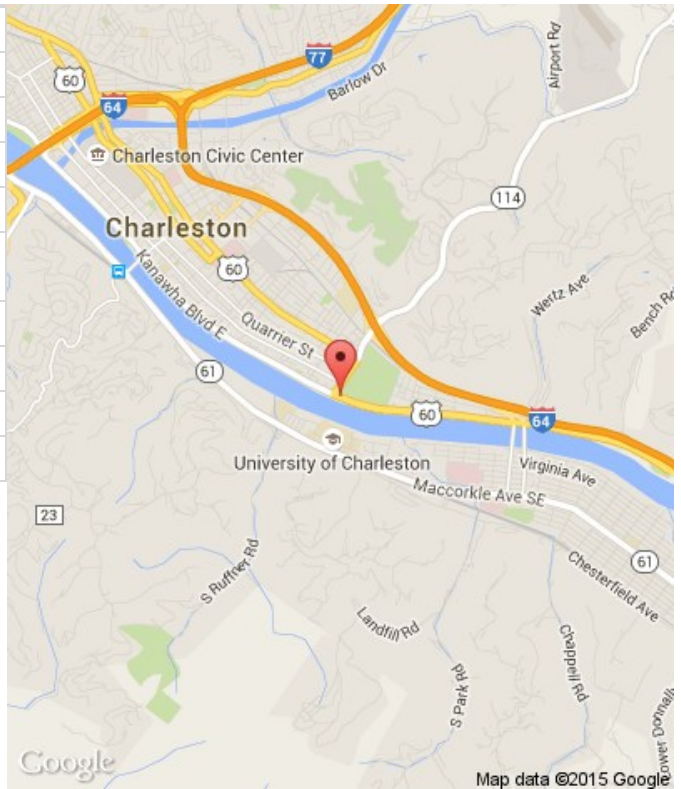 77
Airport Rd
60
Barlow Dr
64
Charleston Civic Center
114
Charleston
60
Wertz Ave
Kanawha Blvd E
Bench Rd
Quarrier St
61
60
64
University of Charleston
Virginia Ave
Maccorkle Ave SE
23
61
S Ruffner Rd
Chesterfield Ave
Landfill Rd
Chappell Rd
S Park Rd
Google
Map data ©2015 Google